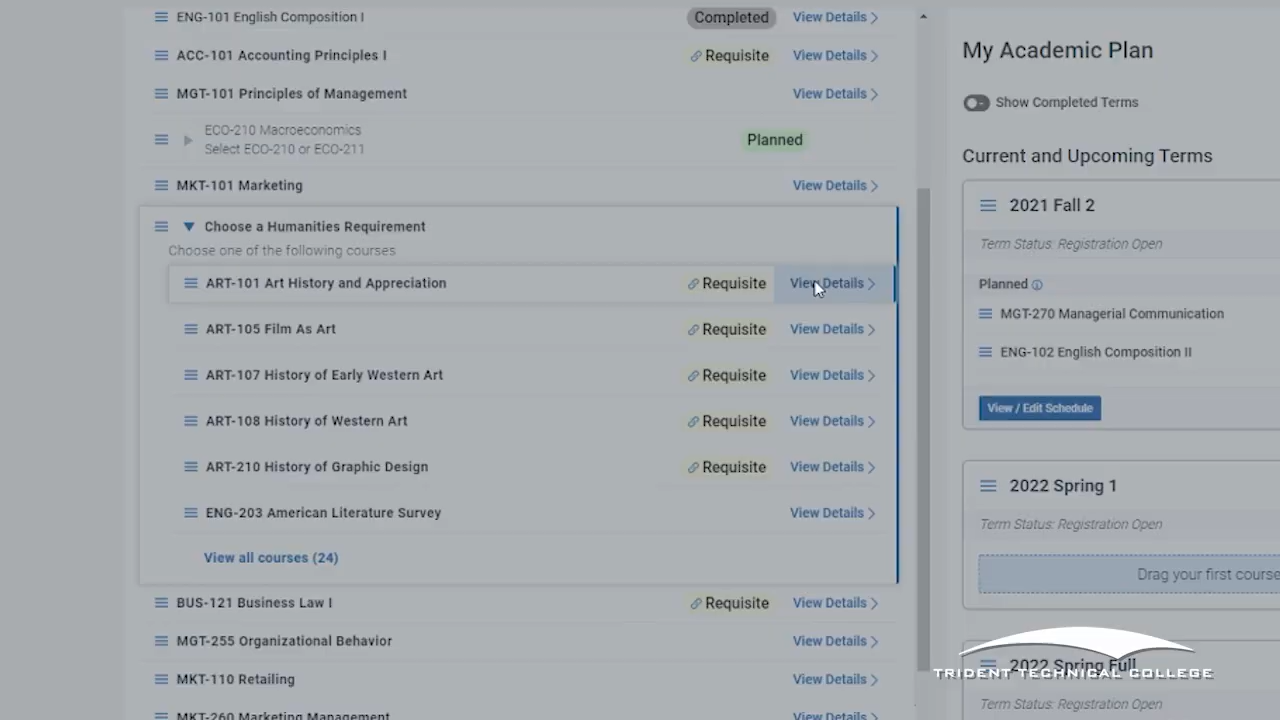 ENG-101 English Composition I Completed View Details
ACC-101 Accounting Principles I Requisite View Details
MGT-101 Principles of Management View Details
ECO-210 Macroeconomics
Select ECO-210 or ECO-211
Planned
MKT-101 Marketing View Details
Choose a Humanities Requirement
Choose one of the following courses
ART-101 Art History and Appreciation Requisite View Details
ART-105 Film As Art Requisite View Details
ART-107 History of Early Western Art Requisite View Details
ART-108 History of Western Art Requisite View Details
ART-210 History of Graphic Design Requisite View Details
ENG-203 American Literature Survey View Details
View all courses (24)
BUS-121 Business Law I Requisite View Details
MGT-255 Organizational Behavior View Details
MKT-110 Retailing View Details
MKT-260 Marketing Management View Details
My Academic Plan
Show Completed Terms
Current and Upcoming Terms
2021 Fall 2
Term Status: Registration Open
Planned
MGT-270 Managerial Communication
ENG-102 English Composition II
View / Edit Schedule
2022 Spring 1
Term Status: Registration Open
Drag your first course
2022 Spring Full
TRIDENT TECHNICAL COLLEGE
Term Status: Registration Open